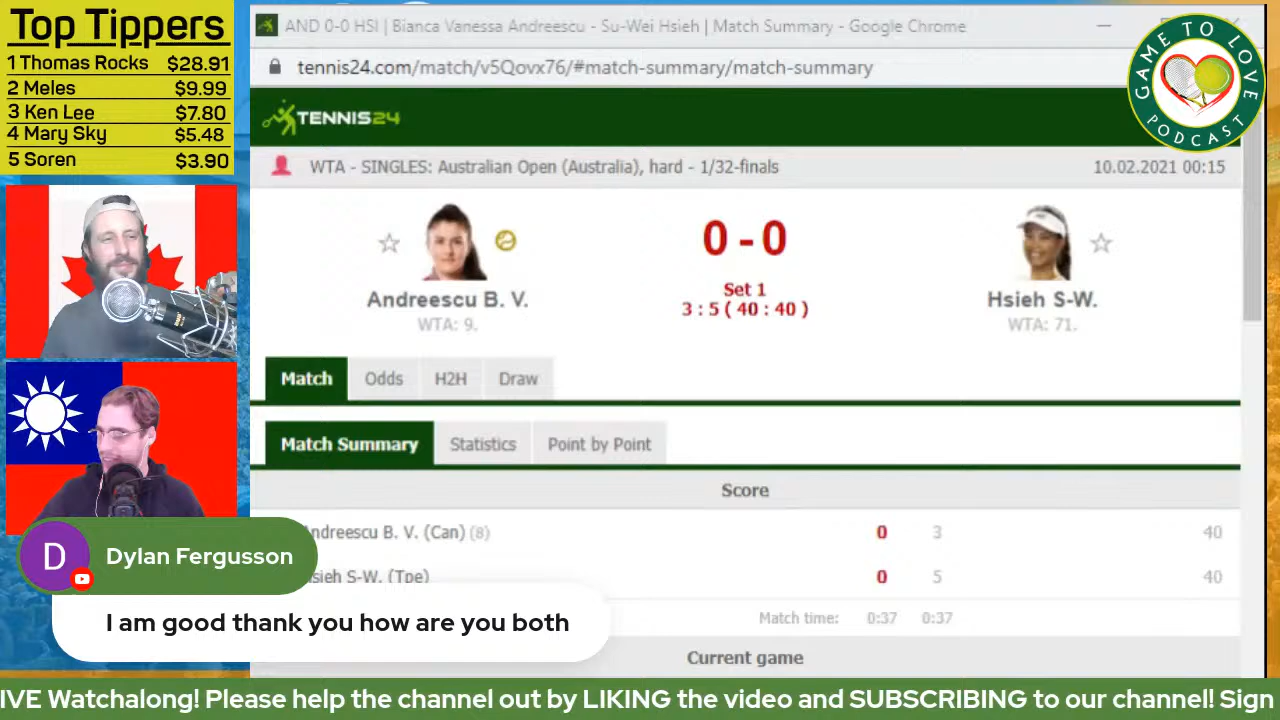 Top Tippers
1 Thomas Rocks $28.91
2 Meles $9.99
3 Ken Lee $7.80
4 Mary Sky $5.48
5 Soren $3.90
AND 0-0 HSI | Bianca Vanessa Andreescu - Su-Wei Hsieh | Match Summary - Google Chrome
tennis24.com/match/v5Qovx76/#match-summary/match-summary
GAME TO LOVE
PODCAST
TENNIS24
WTA - SINGLES: Australian Open (Australia), hard - 1/32-finals 10.02.2021 00:15
0 - 0
Set 1
3 : 5 ( 40 : 40 )
Andreescu B. V.
WTA: 9.
Hsieh S-W.
WTA: 71.
Match Odds H2H Draw
Match Summary Statistics Point by Point
Score
Andreescu B. V. (Can) (8) 0 3 40
Hsieh S-W. (Tpe) 0 5 40
Match time: 0:37 0:37
Current game
D Dylan Fergusson
I am good thank you how are you both
IVE Watchalong! Please help the channel out by LIKING the video and SUBSCRIBING to our channel! Sign